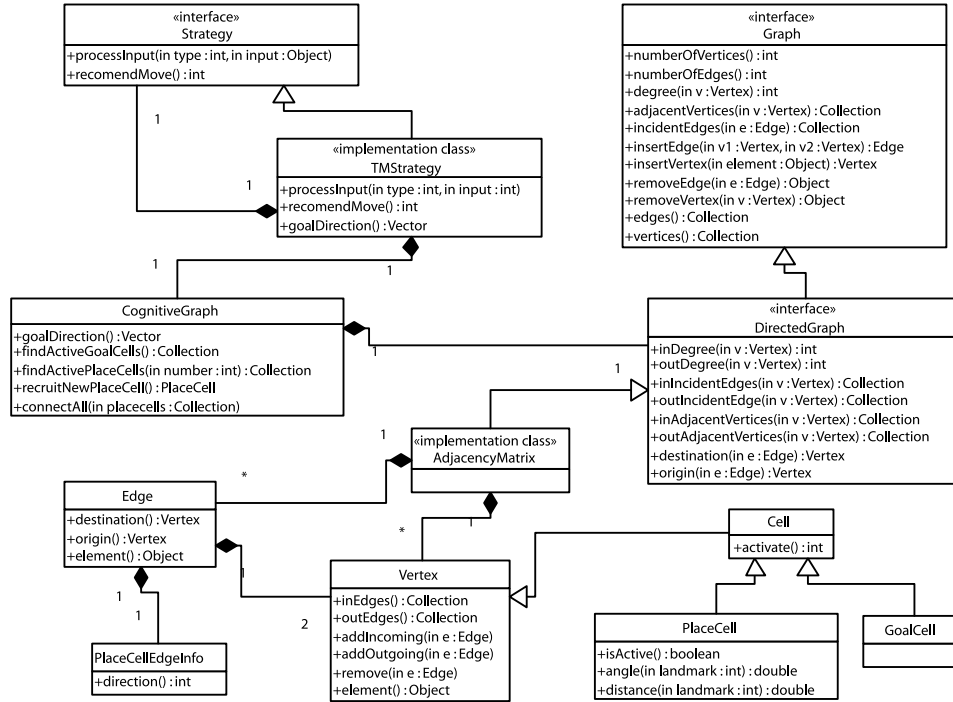 «interface»
Strategy
+processInput(in type : int, in input : Object)
+recomendMove() : int
1
«implementation class»
TMStrategy
+processInput(in type : int, in input : int)
+recomendMove() : int
+goalDirection() : Vector
1
1
1
«interface»
Graph
+numberOfVertices() : int
+numberOfEdges() : int
+degree(in v : Vertex) : int
+adjacentVertices(in v : Vertex) : Collection
+incidentEdges(in e : Edge) : Collection
+insertEdge(in v1 : Vertex, in v2 : Vertex) : Edge
+insertVertex(in element : Object) : Vertex
+removeEdge(in e : Edge) : Object
+removeVertex(in v : Vertex) : Object
+edges() : Collection
+vertices() : Collection
CognitiveGraph
+goalDirection() : Vector
+findActiveGoalCells() : Collection
+findActivePlaceCells(in number : int) : Collection
+recruitNewPlaceCell() : PlaceCell
+connectAll(in placecells : Collection)
1
1
«interface»
DirectedGraph
+inDegree(in v : Vertex) : int
+outDegree(in v : Vertex) : int
+inIncidentEdges(in v : Vertex) : Collection
+outIncidentEdge(in v : Vertex) : Collection
+inAdjacentVertices(in v : Vertex) : Collection
+outAdjacentVertices(in v : Vertex) : Collection
+destination(in e : Edge) : Vertex
+origin(in e : Edge) : Vertex
1
«implementation class»
AdjacencyMatrix
*
1
*
Edge
+destination() : Vertex
+origin() : Vertex
+element() : Object
1
2
1
1
Vertex
+inEdges() : Collection
+outEdges() : Collection
+addIncoming(in e : Edge)
+addOutgoing(in e : Edge)
+remove(in e : Edge)
+element() : Object
Cell
+activate() : int
PlaceCell
+isActive() : boolean
+angle(in landmark : int) : double
+distance(in landmark : int) : double
GoalCell
PlaceCellEdgeInfo
+direction() : int